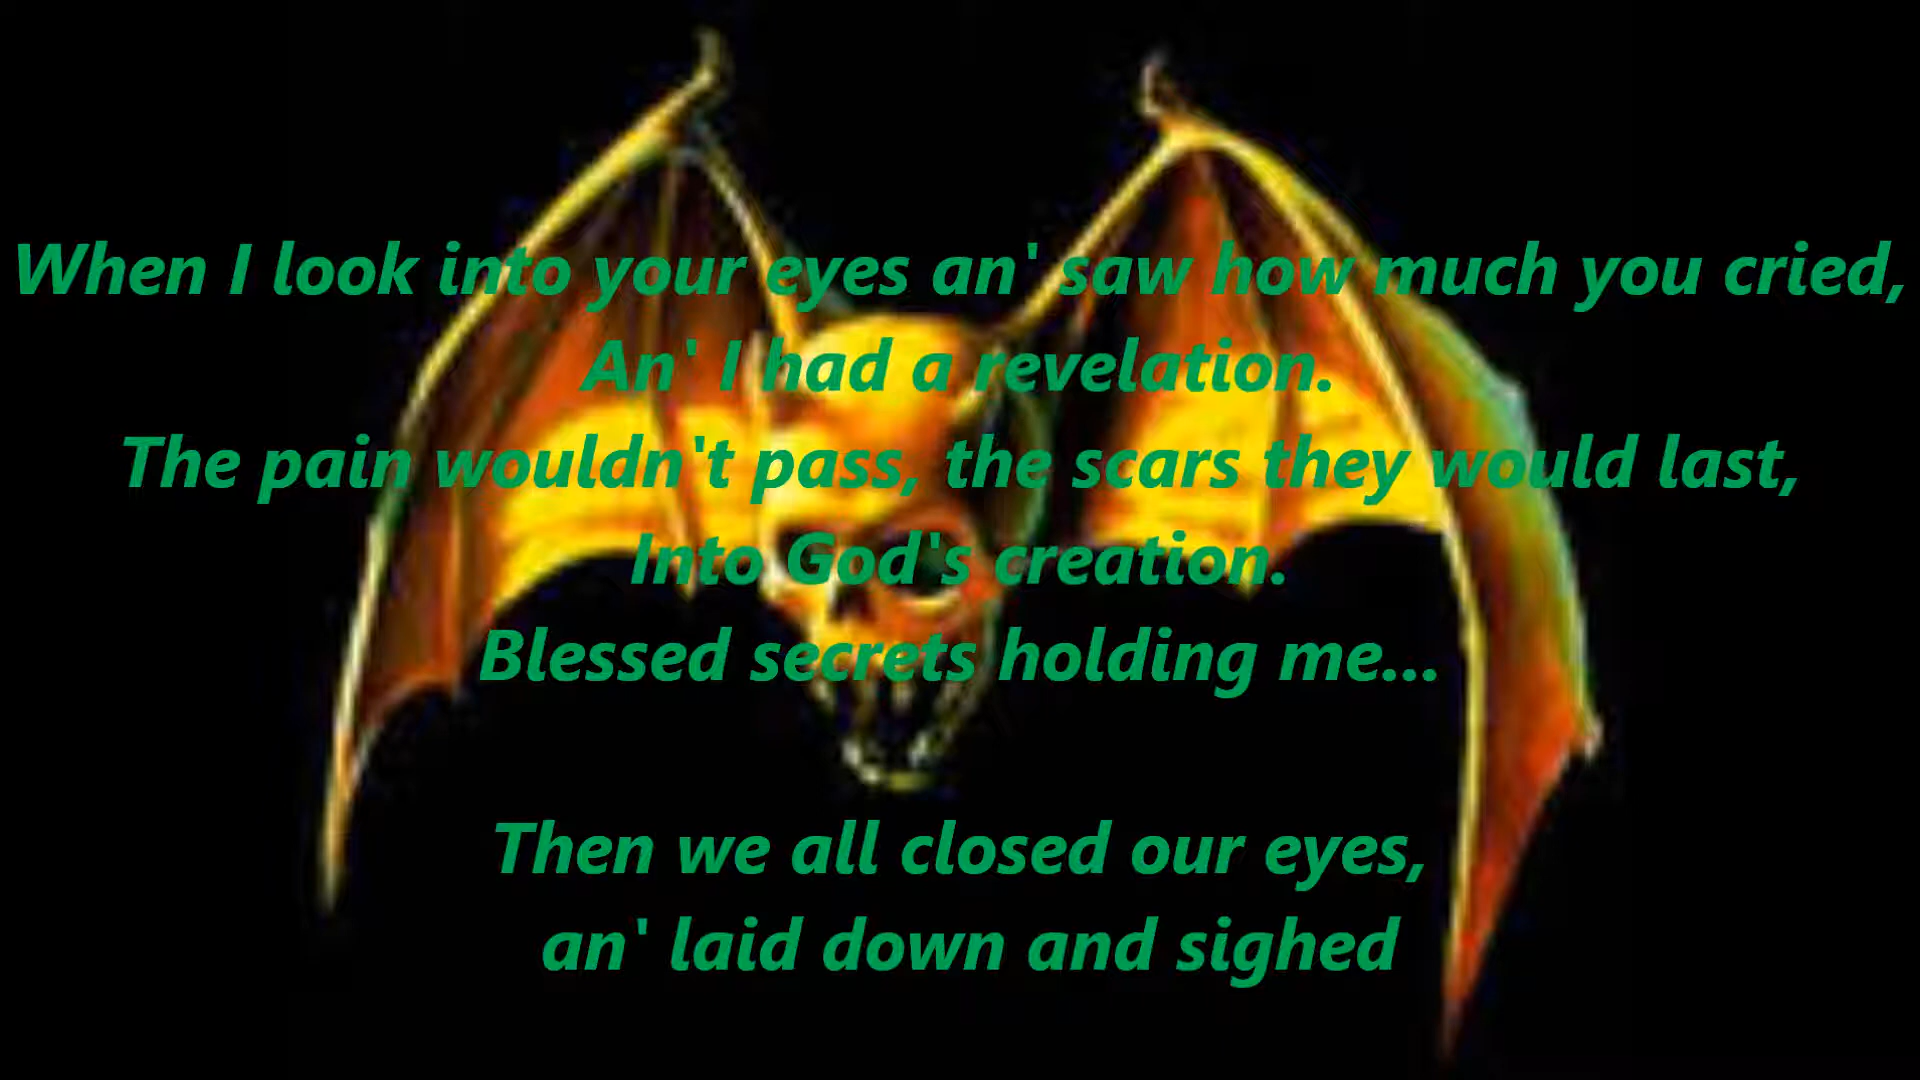 When I look into your eyes an' saw how much you cried,
An' I had a revelation.
The pain wouldn't pass, the scars they would last,
Into God's creation.
Blessed secrets holding me...
Then we all closed our eyes,
an' laid down and sighed